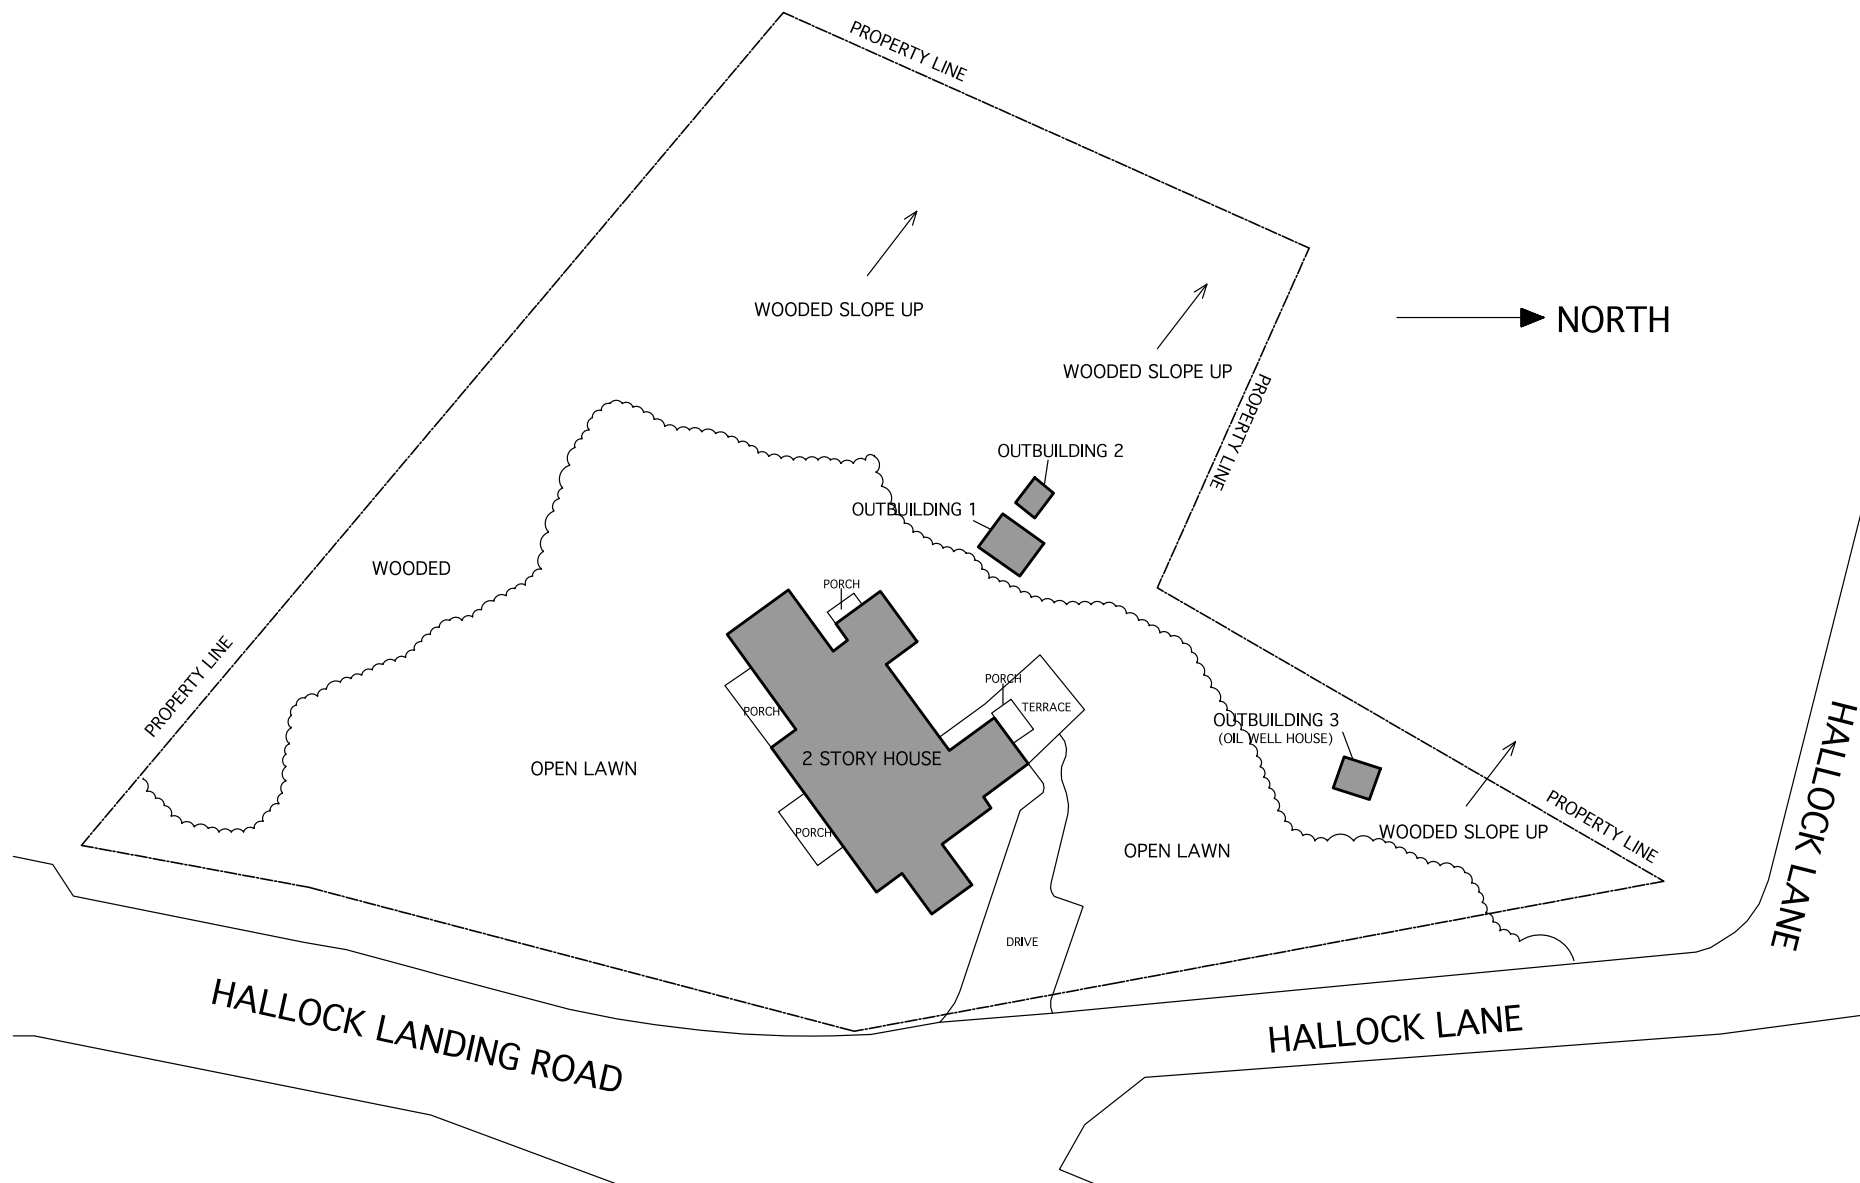 PROPERTY LINE
WOODED SLOPE UP
NORTH
WOODED SLOPE UP
PROPERTY LINE
OUTBUILDING 2
OUTBUILDING 1
WOODED
PORCH
PROPERTY LINE
PORCH
TERRACE
PORCH
OUTBUILDING 3
(OIL WELL HOUSE)
2 STORY HOUSE
OPEN LAWN
PROPERTY LINE
PORCH
WOODED SLOPE UP
OPEN LAWN
HALLOCK LANE
DRIVE
HALLOCK LANDING ROAD
HALLOCK LANE